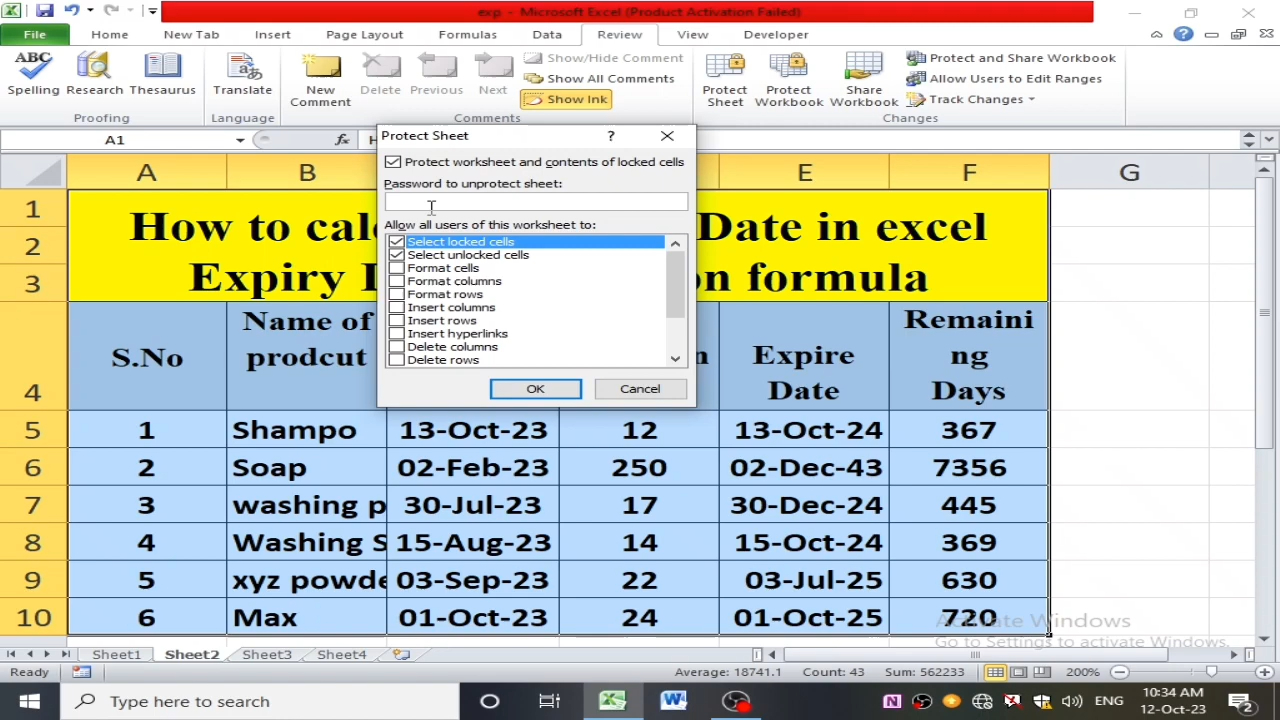 exp - Microsoft Excel (Product Activation Failed)
File Home New Tab Insert Page Layout Formulas Data Review View Developer
ABC
Spelling Research Thesaurus
Proofing
Translate
Language
New Comment
Delete Previous Next
Show/Hide Comment
Show All Comments
Show Ink
Comments
Protect Sheet
Protect Workbook
Share Workbook
Protect and Share Workbook
Allow Users to Edit Ranges
Track Changes
Changes
A1 fx H
Protect Sheet ?
Protect worksheet and contents of locked cells
Password to unprotect sheet:
Allow all users of this worksheet to:
Select locked cells
Select unlocked cells
Format cells
Format columns
Format rows
Insert columns
Insert rows
Insert hyperlinks
Delete columns
Delete rows
OK Cancel
A B E F G
1
2
3
How to calc Date in excel
Expiry on formula
4 S.No Name of prodcut n Expire Date Remaini ng Days
5 1 Shampo 13-Oct-23 12 13-Oct-24 367
6 2 Soap 02-Feb-23 250 02-Dec-43 7356
7 3 washing p 30-Jul-23 17 30-Dec-24 445
8 4 Washing S 15-Aug-23 14 15-Oct-24 369
9 5 xyz powde 03-Sep-23 22 03-Jul-25 630
10 6 Max 01-Oct-23 24 01-Oct-25 720
Activate Windows
Go to Settings to activate Windows.
Sheet1 Sheet2 Sheet3 Sheet4
Ready Average: 18741.1 Count: 43 Sum: 562233 200%
Type here to search
ENG
10:34 AM
12-Oct-23
2